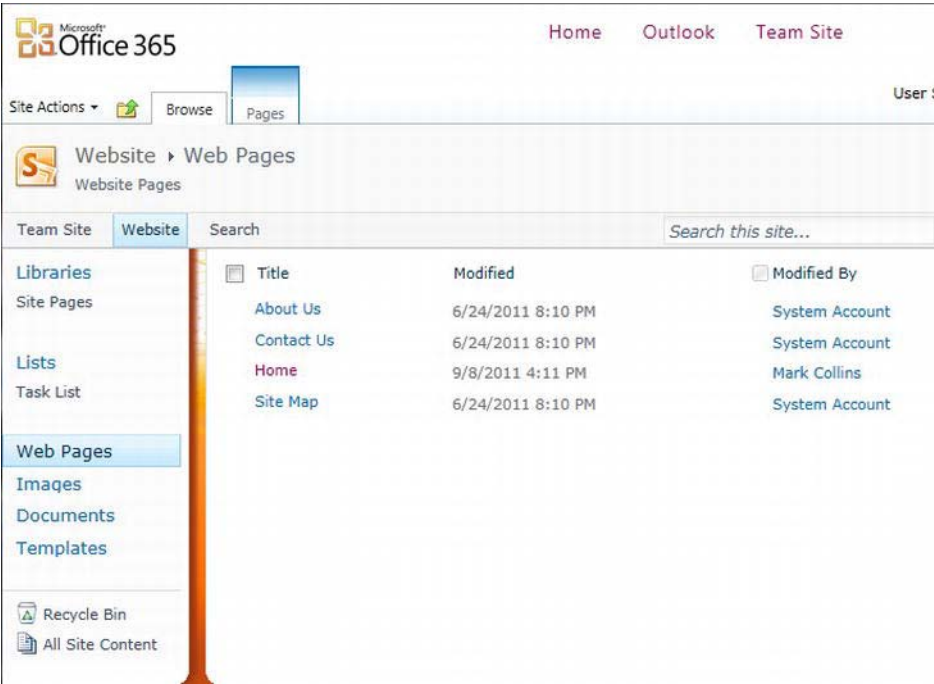 Microsoft®
Office 365
Home Outlook Team Site
User S
Site Actions Browse Pages
Website ▸ Web Pages
Website Pages
Team Site Website Search Search this site...
Libraries
Site Pages
Lists
Task List
Web Pages
Images
Documents
Templates
Recycle Bin
All Site Content
Title Modified Modified By
About Us 6/24/2011 8:10 PM System Account
Contact Us 6/24/2011 8:10 PM System Account
Home 9/8/2011 4:11 PM Mark Collins
Site Map 6/24/2011 8:10 PM System Account